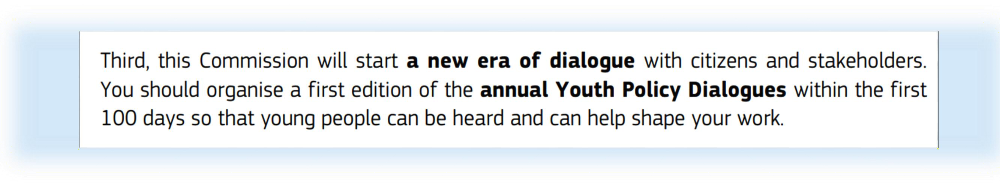 Third, this Commission will start a new era of dialogue with citizens and stakeholders.
You should organise a first edition of the annual Youth Policy Dialogues within the first
100 days so that young people can be heard and can help shape your work.